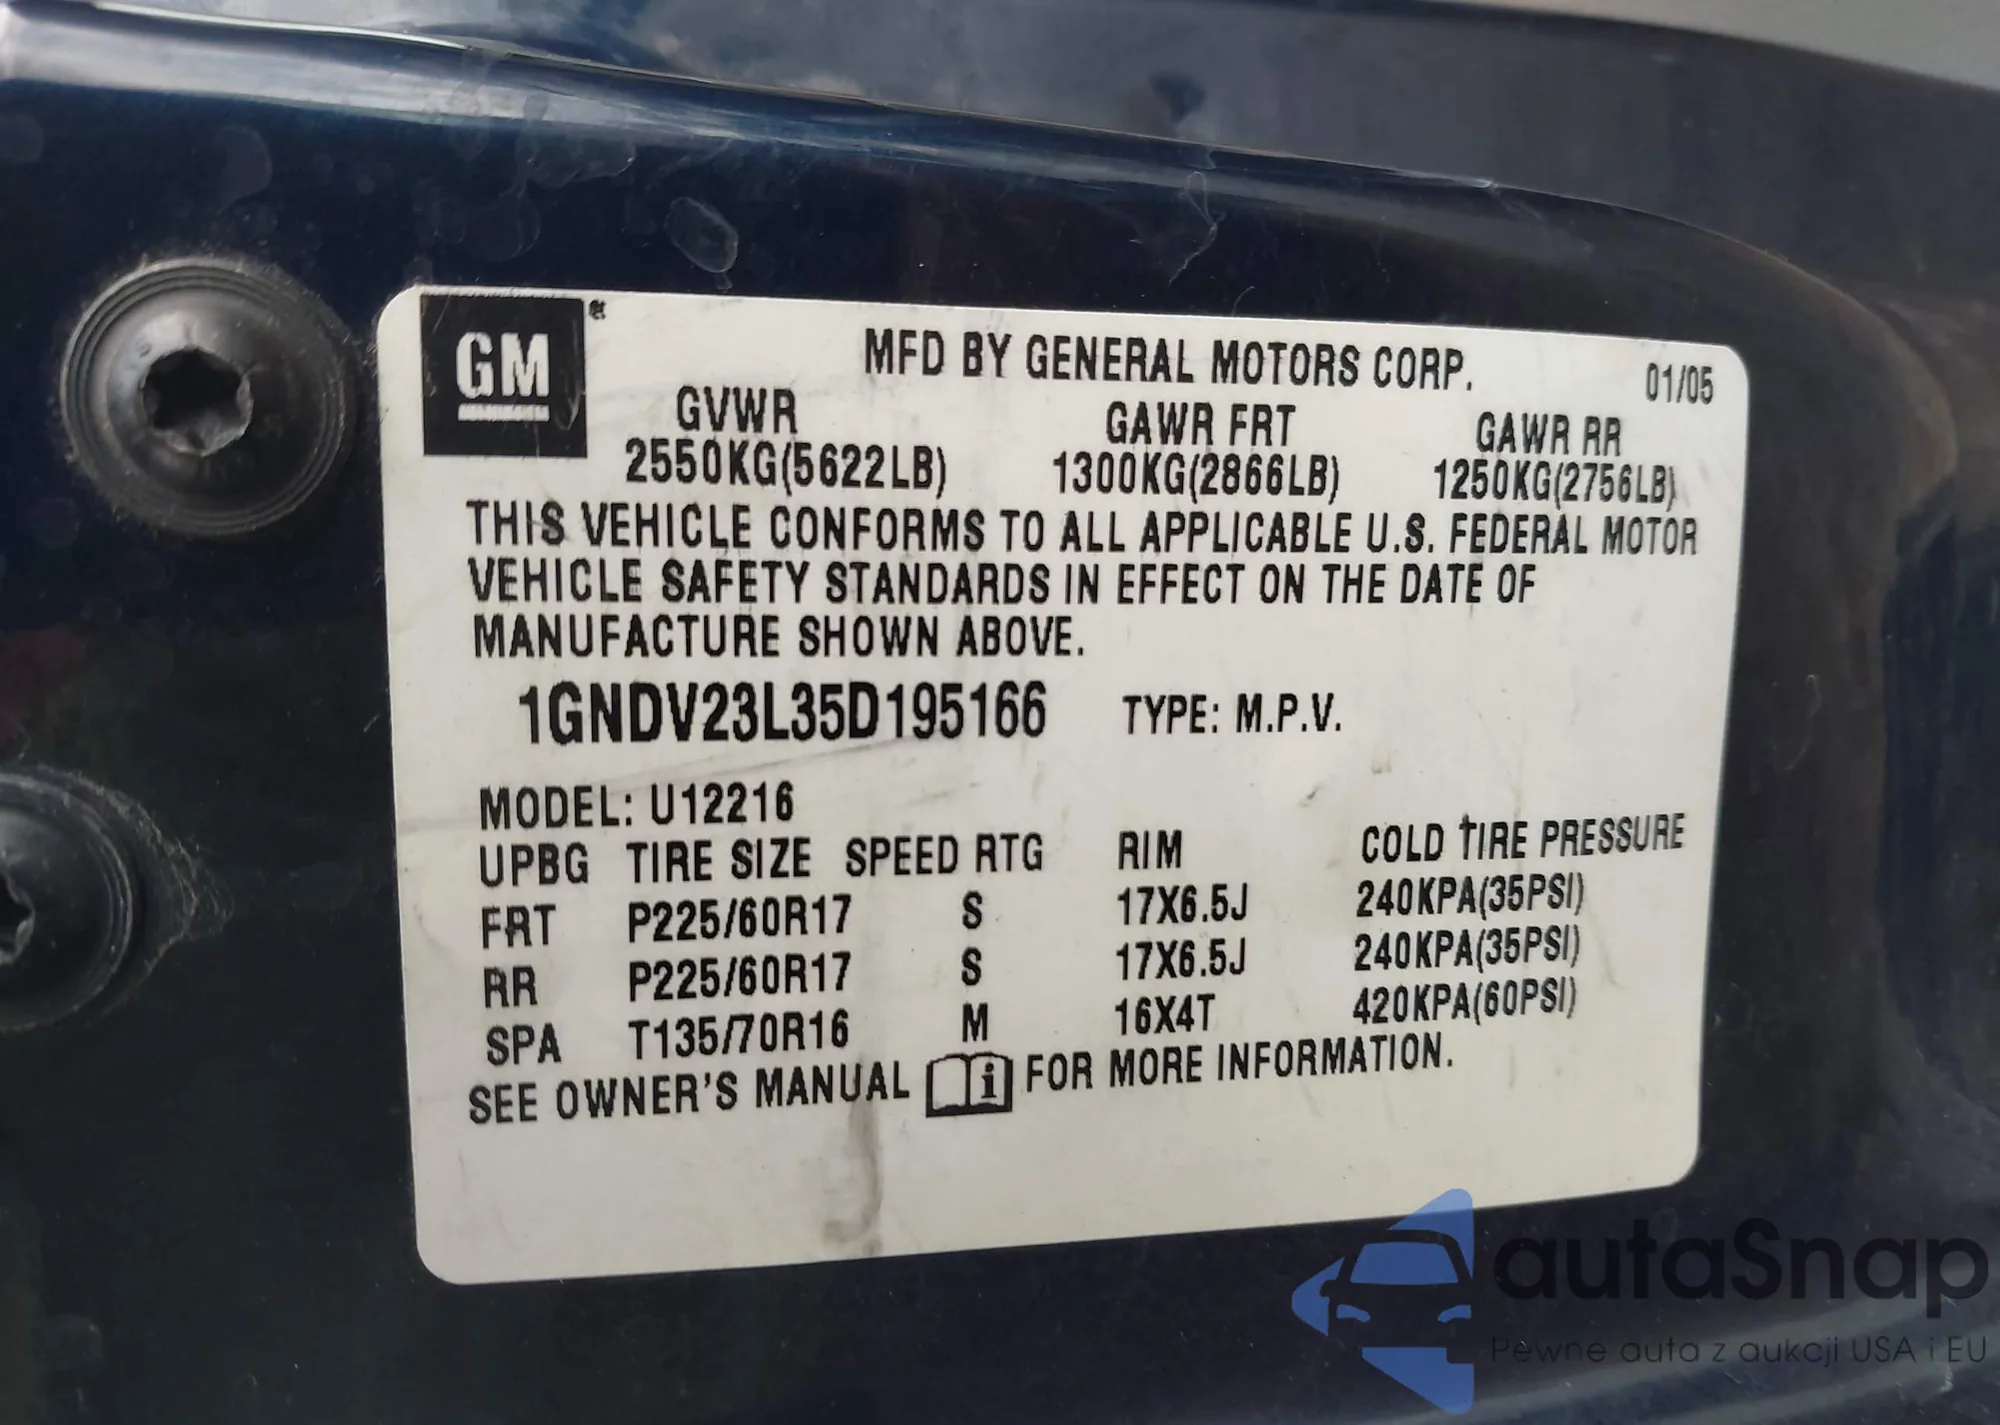 GM
MFD BY GENERAL MOTORS CORP. 01/05
GVWR GAWR FRT GAWR RR
2550KG(5622LB) 1300KG(2866LB) 1250KG(2756LB)
THIS VEHICLE CONFORMS TO ALL APPLICABLE U.S. FEDERAL MOTOR
VEHICLE SAFETY STANDARDS IN EFFECT ON THE DATE OF
MANUFACTURE SHOWN ABOVE.
1GNDV23L35D195166 TYPE: M.P.V.
MODEL: U12216
UPBG TIRE SIZE SPEED RTG RIM COLD TIRE PRESSURE
FRT P225/60R17 S 17X6.5J 240KPA(35PSI)
RR P225/60R17 S 17X6.5J 240KPA(35PSI)
SPA T135/70R16 M 16X4T 420KPA(60PSI)
SEE OWNER'S MANUAL i FOR MORE INFORMATION.
autaSnap
Pewne auta z aukcji USA i EU